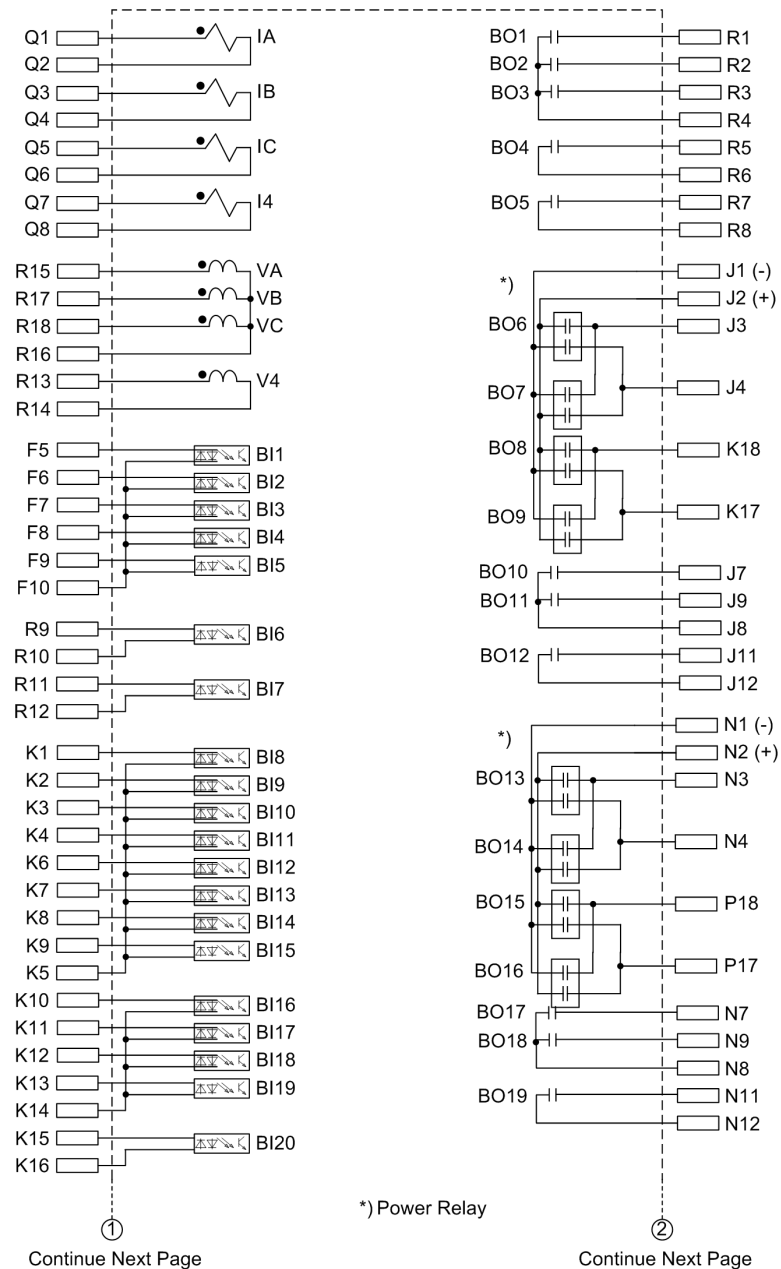 Q1 IA
Q2
Q3 IB
Q4
Q5 IC
Q6
Q7 I4
Q8
R15 VA
R17 VB
R18 VC
R16
R13 V4
R14
F5 BI1
F6 BI2
F7 BI3
F8 BI4
F9 BI5
F10
R9 BI6
R10
R11 BI7
R12
K1 BI8
K2 BI9
K3 BI10
K4 BI11
K6 BI12
K7 BI13
K8 BI14
K9 BI15
K5
K10 BI16
K11 BI17
K12 BI18
K13 BI19
K14
K15 BI20
K16
BO1 R1
BO2 R2
BO3 R3
R4
BO4 R5
R6
BO5 R7
R8
J1 (-)
*)
J2 (+)
BO6 J3
BO7 J4
BO8 K18
BO9 K17
BO10 J7
BO11 J9
J8
BO12 J11
J12
N1 (-)
*)
N2 (+)
BO13 N3
BO14 N4
BO15 P18
BO16 P17
BO17 N7
BO18 N9
N8
BO19 N11
N12
*) Power Relay
1 2
Continue Next Page Continue Next Page